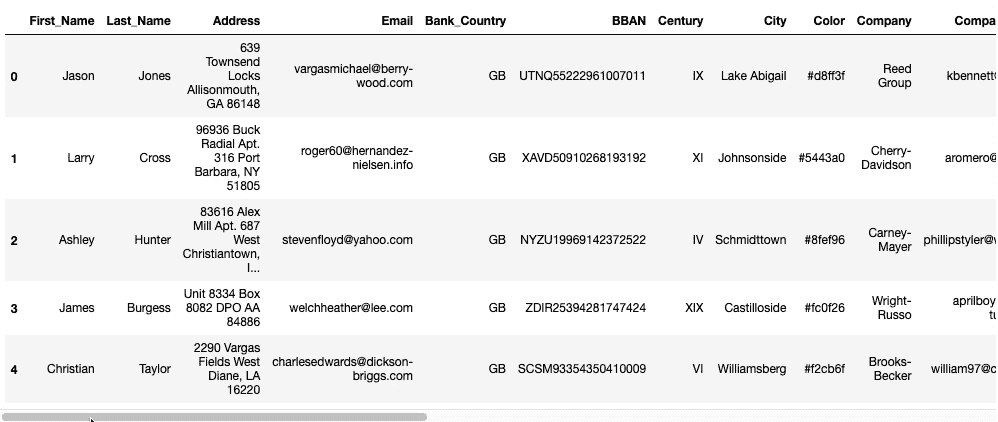 First_Name Last_Name Address Email Bank_Country BBAN Century City Color Company Compa
0 Jason Jones 639 Townsend Locks Allisonmouth, GA 86148 vargasmichael@berry-wood.com GB UTNQ55222961007011 IX Lake Abigail #d8ff3f Reed Group kbennett
1 Larry Cross 96936 Buck Radial Apt. 316 Port Barbara, NY 51805 roger60@hernandez-nielsen.info GB XAVD50910268193192 XI Johnsonside #5443a0 Cherry-Davidson aromero@
2 Ashley Hunter 83616 Alex Mill Apt. 687 West Christiantown, I... stevenfloyd@yahoo.com GB NYZU19969142372522 IV Schmidttown #8fef96 Carney-Mayer phillipstyler@
3 James Burgess Unit 8334 Box 8082 DPO AA 84886 welchheather@lee.com GB ZDIR25394281747424 XIX Castilloside #fc0f26 Wright-Russo aprilboy
4 Christian Taylor 2290 Vargas Fields West Diane, LA 16220 charlesedwards@dickson-briggs.com GB SCSM93354350410009 VI Williamsberg #f2cb6f Brooks-Becker william97@